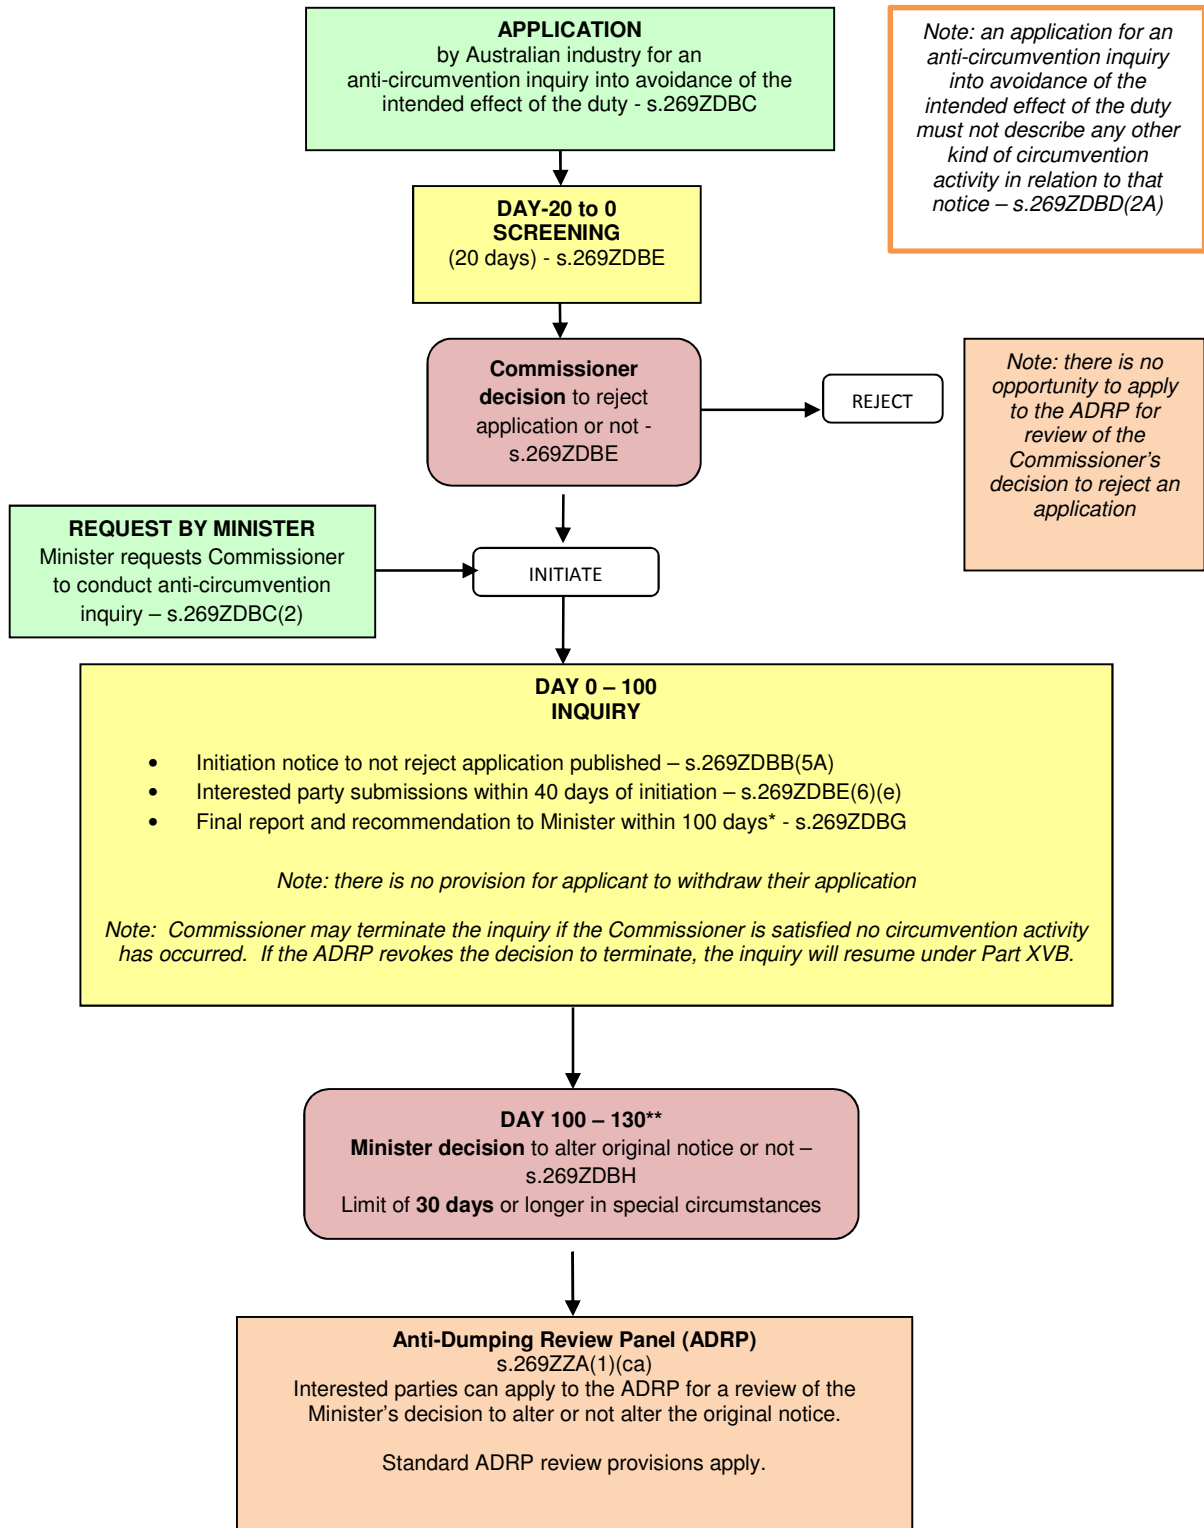 APPLICATION
by Australian industry for an
anti-circumvention inquiry into avoidance of the
intended effect of the duty - s.269ZDBC
Note: an application for an
anti-circumvention inquiry
into avoidance of the
intended effect of the duty
must not describe any other
kind of circumvention
activity in relation to that
notice – s.269ZDBD(2A)
DAY-20 to 0
SCREENING
(20 days) - s.269ZDBE
Commissioner
decision to reject
application or not -
s.269ZDBE
REJECT
Note: there is no
opportunity to apply
to the ADRP for
review of the
Commissioner's
decision to reject an
application
REQUEST BY MINISTER
Minister requests Commissioner
to conduct anti-circumvention
inquiry – s.269ZDBC(2)
INITIATE
DAY 0 – 100
INQUIRY
• Initiation notice to not reject application published – s.269ZDBB(5A)
• Interested party submissions within 40 days of initiation – s.269ZDBE(6)(e)
• Final report and recommendation to Minister within 100 days* - s.269ZDBG
Note: there is no provision for applicant to withdraw their application
Note: Commissioner may terminate the inquiry if the Commissioner is satisfied no circumvention activity
has occurred. If the ADRP revokes the decision to terminate, the inquiry will resume under Part XVB.
DAY 100 – 130**
Minister decision to alter original notice or not –
s.269ZDBH
Limit of 30 days or longer in special circumstances
Anti-Dumping Review Panel (ADRP)
s.269ZZA(1)(ca)
Interested parties can apply to the ADRP for a review of the
Minister's decision to alter or not alter the original notice.
Standard ADRP review provisions apply.